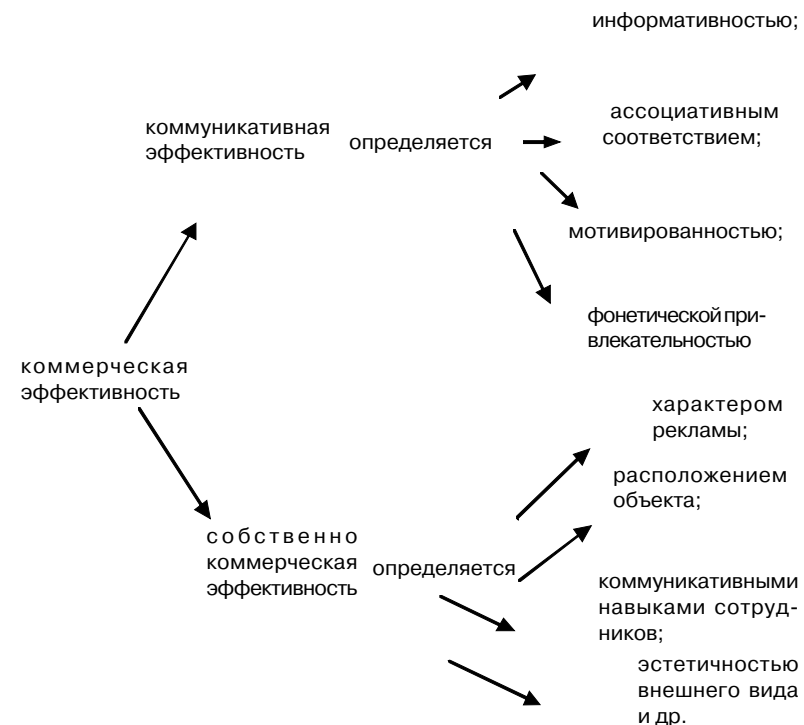 информативностью;
ассоциативным
соответствием;
коммуникативная
эффективность
определяется
мотивированностью;
фонетической при-
влекательностью
коммерческая
эффективность
характером
рекламы;
расположением
объекта;
собственно
коммерческая
эффективность
определяется
коммуникативными
навыками сотруд-
ников;
эстетичностью
внешнего вида
и др.